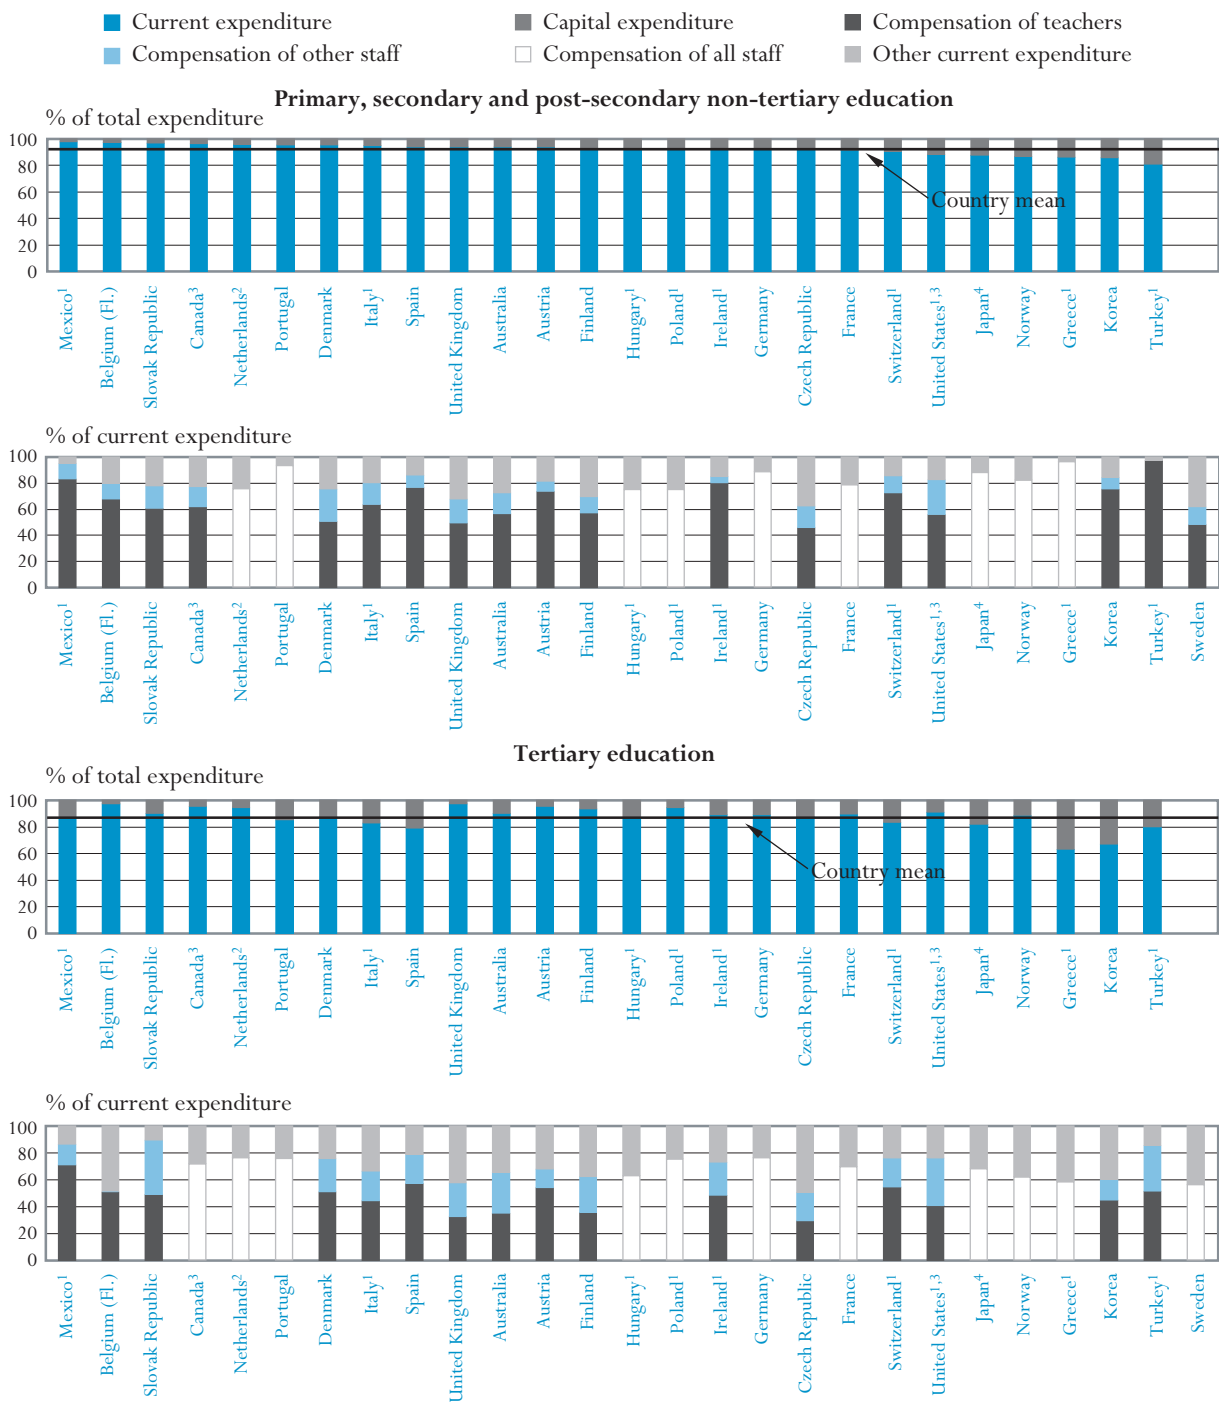 Current expenditure Capital expenditure Compensation of teachers
Compensation of other staff Compensation of all staff Other current expenditure
Primary, secondary and post-secondary non-tertiary education
% of total expenditure
100
80
60
40
20
0
Country mean
Mexico¹
Belgium (Fl.)
Slovak Republic
Canada³
Netherlands²
Portugal
Denmark
Italy¹
Spain
United Kingdom
Australia
Austria
Finland
Hungary¹
Poland¹
Ireland¹
Germany
Czech Republic
France
Switzerland¹
United States¹,³
Japan⁴
Norway
Greece¹
Korea
Turkey¹
% of current expenditure
100
80
60
40
20
0
Mexico¹
Belgium (Fl.)
Slovak Republic
Canada³
Netherlands²
Portugal
Denmark
Italy¹
Spain
United Kingdom
Australia
Austria
Finland
Hungary¹
Poland¹
Ireland¹
Germany
Czech Republic
France
Switzerland¹
United States¹,³
Japan⁴
Norway
Greece¹
Korea
Turkey¹
Sweden
Tertiary education
% of total expenditure
100
80
60
40
20
0
Country mean
Mexico¹
Belgium (Fl.)
Slovak Republic
Canada³
Netherlands²
Portugal
Denmark
Italy¹
Spain
United Kingdom
Australia
Austria
Finland
Hungary¹
Poland¹
Ireland¹
Germany
Czech Republic
France
Switzerland¹
United States¹,³
Japan⁴
Norway
Greece¹
Korea
Turkey¹
% of current expenditure
100
80
60
40
20
0
Mexico¹
Belgium (Fl.)
Slovak Republic
Canada³
Netherlands²
Portugal
Denmark
Italy¹
Spain
United Kingdom
Australia
Austria
Finland
Hungary¹
Poland¹
Ireland¹
Germany
Czech Republic
France
Switzerland¹
United States¹,³
Japan⁴
Norway
Greece¹
Korea
Turkey¹
Sweden